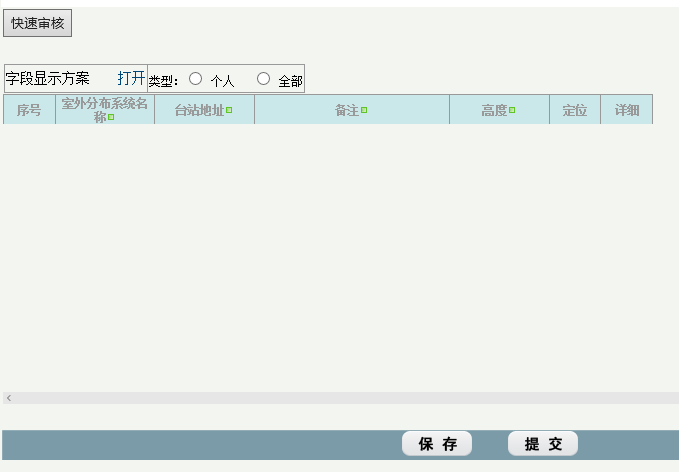 快速审核
字段显示方案 打开 类型： 个人 全部
序号 室外分布系统名称 台站地址 备注 高度 定位 详细
保 存 提 交